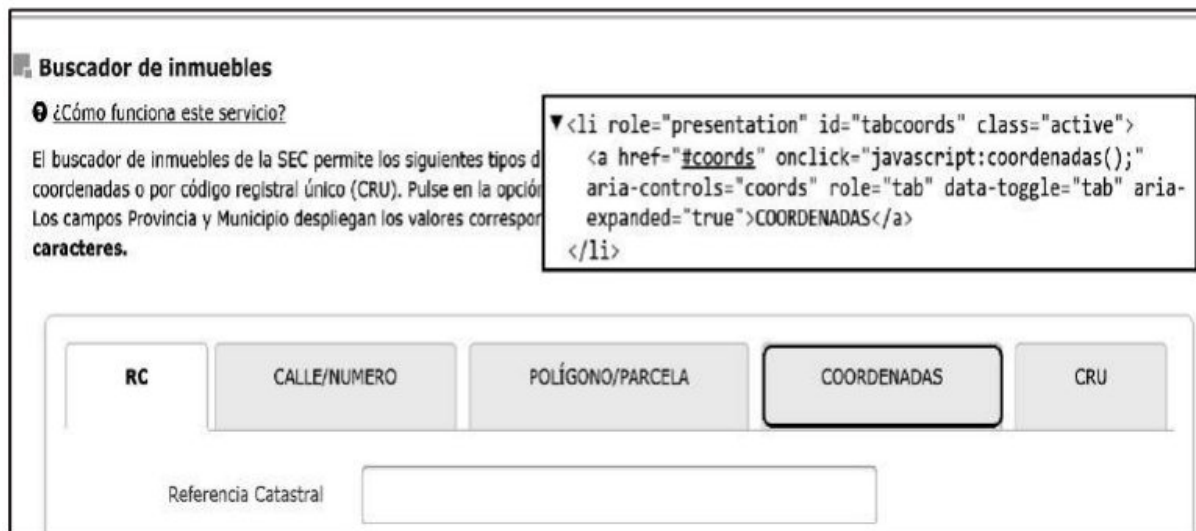 Buscador de inmuebles
¿Cómo funciona este servicio?
El buscador de inmuebles de la SEC permite los siguientes tipos d
coordenadas o por código registral único (CRU). Pulse en la opción
Los campos Provincia y Municipio despliegan los valores correspor
caracteres.
▼<li role="presentation" id="tabcoords" class="active">
<a href="#coords" onclick="javascript:coordenadas();"
aria-controls="coords" role="tab" data-toggle="tab" aria-
expanded="true">COORDENADAS</a>
</li>
RC CALLE/NUMERO POLÍGONO/PARCELA COORDENADAS CRU
Referencia Catastral